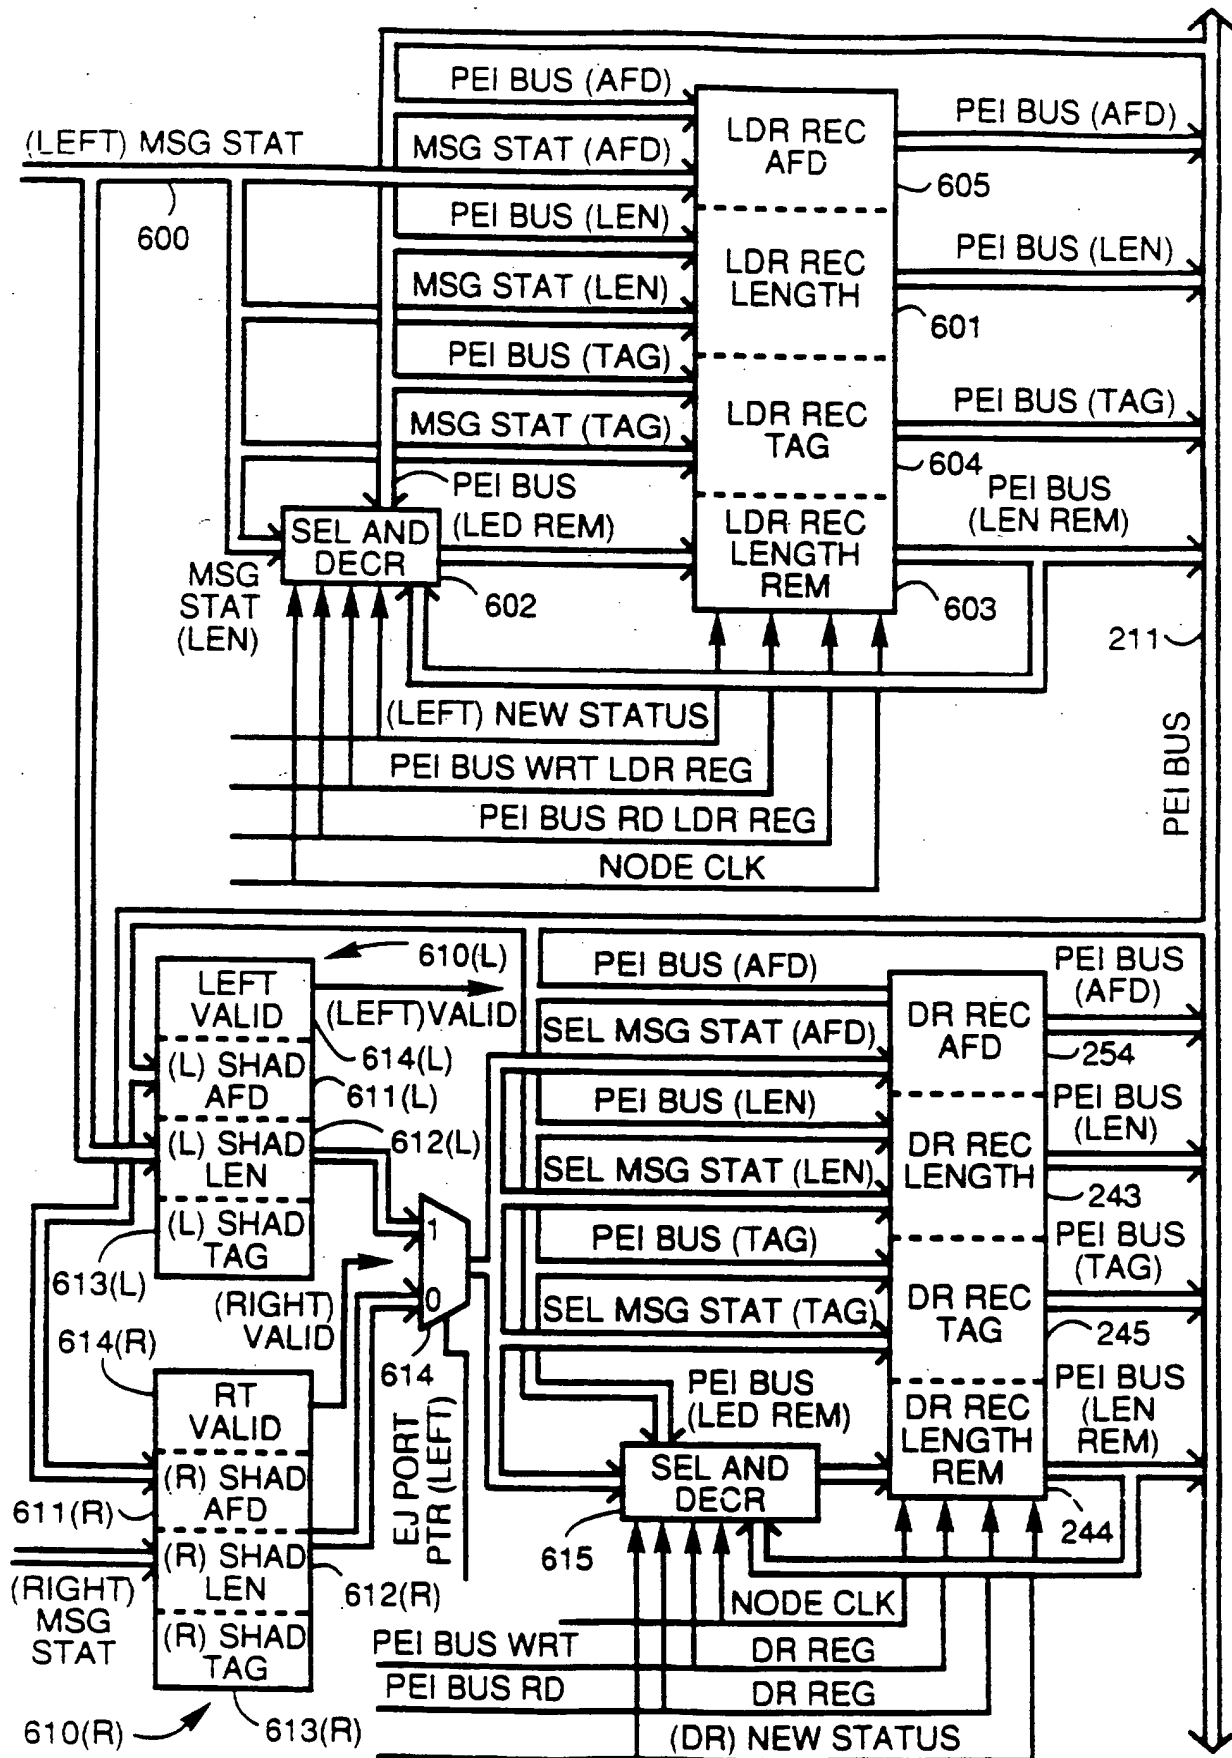 PEI BUS (AFD)
LDR REC
AFD
PEI BUS (AFD)
(LEFT) MSG STAT
MSG STAT (AFD)
605
600
PEI BUS (LEN)
LDR REC
LENGTH
PEI BUS (LEN)
MSG STAT (LEN)
601
PEI BUS (TAG)
LDR REC
TAG
PEI BUS (TAG)
MSG STAT (TAG)
604
PEI BUS
(LED REM)
PEI BUS
(LEN REM)
SEL AND
DECR
LDR REC
LENGTH
REM
MSG
STAT
(LEN)
602
603
211
(LEFT) NEW STATUS
PEI BUS WRT LDR REG
PEI BUS RD LDR REG
NODE CLK
PEI BUS
610(L)
LEFT
VALID
(LEFT)VALID
614(L)
(L) SHAD
AFD
611(L)
(L) SHAD
LEN
612(L)
(L) SHAD
TAG
613(L)
PEI BUS (AFD)
DR REC
AFD
PEI BUS
(AFD)
SEL MSG STAT (AFD)
254
PEI BUS (LEN)
DR REC
LENGTH
PEI BUS
(LEN)
SEL MSG STAT (LEN)
243
PEI BUS (TAG)
PEI BUS
(TAG)
1
0
(RIGHT)
VALID
SEL MSG STAT (TAG)
DR REC
TAG
245
614(R)
614
RT
VALID
EJ PORT
PTR (LEFT)
PEI BUS
(LED REM)
DR REC
LENGTH
REM
PEI BUS
(LEN
REM)
(R) SHAD
AFD
611(R)
SEL AND
DECR
615
244
(R) SHAD
LEN
612(R)
(RIGHT)
MSG
STAT
(R) SHAD
TAG
610(R)
613(R)
NODE CLK
PEI BUS WRT DR REG
PEI BUS RD DR REG
(DR) NEW STATUS